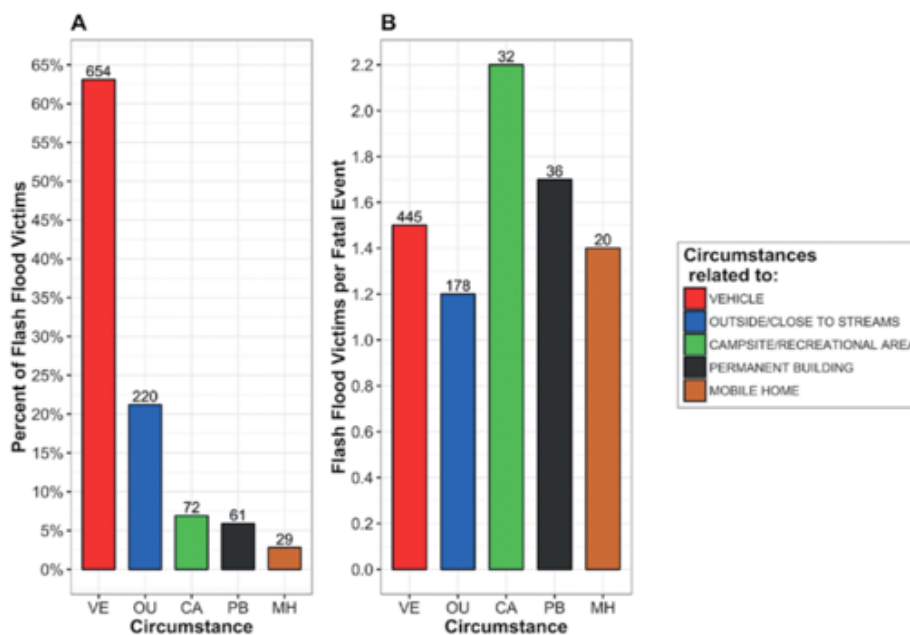 A
Percent of Flash Flood Victims
65%
60%
55%
50%
45%
40%
35%
30%
25%
20%
15%
10%
5%
0%
654
220
72
61
29
VE OU CA PB MH
Circumstance
B
Flash Flood Victims per Fatal Event
2.2
2.0
1.8
1.6
1.4
1.2
1.0
0.8
0.6
0.4
0.2
0.0
445
178
32
36
20
VE OU CA PB MH
Circumstance
Circumstances
related to:
VEHICLE
OUTSIDE/CLOSE TO STREAMS
CAMPSITE/RECREATIONAL AREA
PERMANENT BUILDING
MOBILE HOME